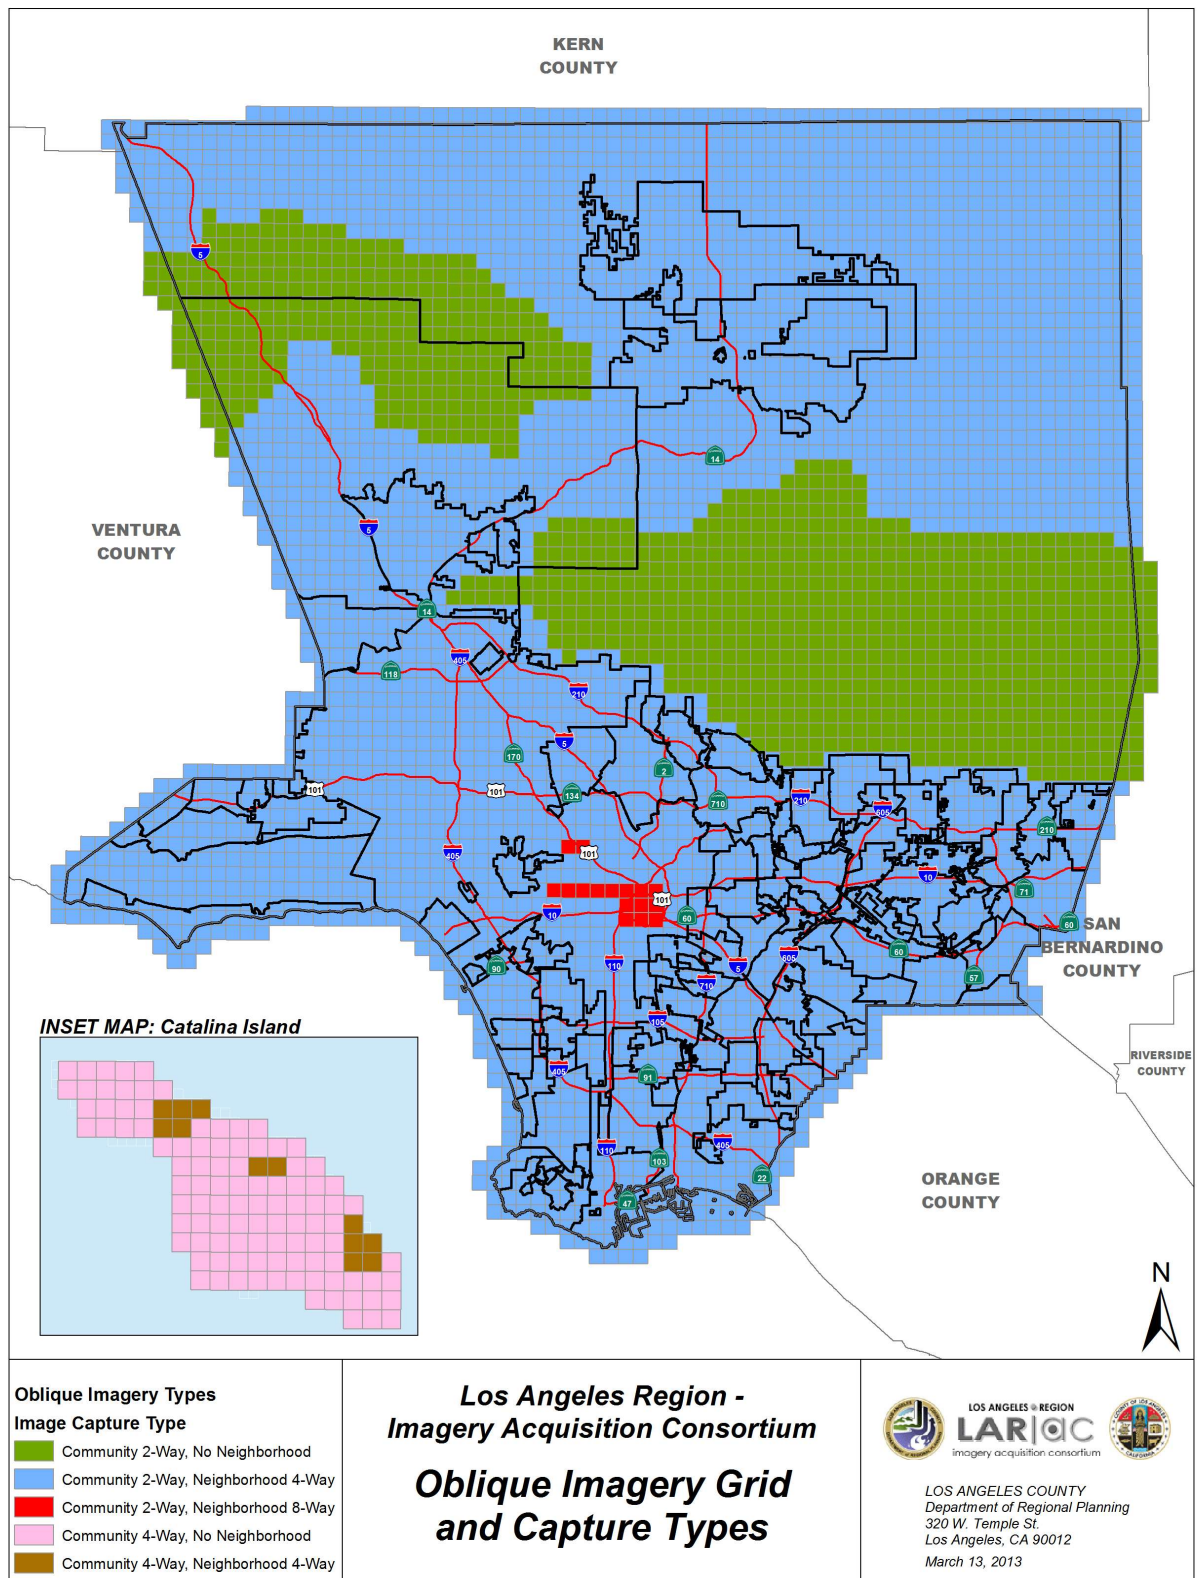 KERN
COUNTY
5
14
VENTURA
COUNTY
5
14
405
118
210
5
170
2
101
101
134
710
210
605
210
101
405
10
71
101
10
60
60
SAN
BERNARDINO
COUNTY
60
90
110
5
605
57
710
105
INSET MAP: Catalina Island
405
91
RIVERSIDE
COUNTY
110
405
103
22
47
ORANGE
COUNTY
N
Oblique Imagery Types
Image Capture Type
Community 2-Way, No Neighborhood
Community 2-Way, Neighborhood 4-Way
Community 2-Way, Neighborhood 8-Way
Community 4-Way, No Neighborhood
Community 4-Way, Neighborhood 4-Way
Los Angeles Region -
Imagery Acquisition Consortium
Oblique Imagery Grid
and Capture Types
LOS ANGELES REGION
LAR|ac
imagery acquisition consortium
LOS ANGELES COUNTY
Department of Regional Planning
320 W. Temple St.
Los Angeles, CA 90012
March 13, 2013